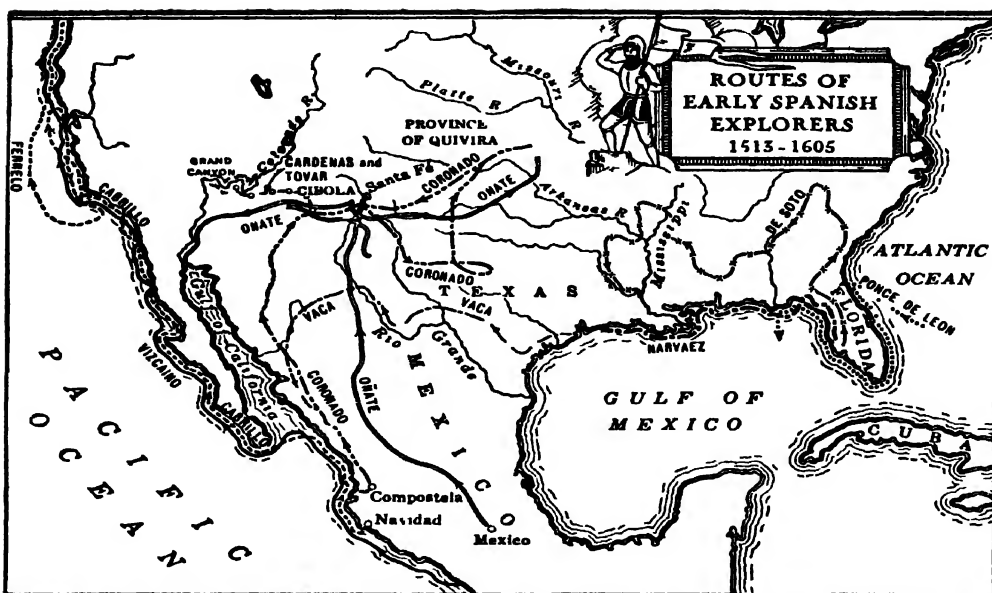 ROUTES OF
EARLY SPANISH
EXPLORERS
1513-1605
Missouri
R
Platte R
PROVINCE
OF QUIVIRA
Colorado R
GRAND
CANYON
CARDENAS and
TOVAR
CIBOLA
Santa Fé
CORONADO
OÑATE
OÑATE
Arkansas R
Mississippi
DE SOTO
ATLANTIC
OCEAN
PONCE DE LEON
FLORIDA
FERRELO
CABRILLO
CORONADO
TEXAS
VACA
VACA
Rio Grande
NARVAEZ
Gulf of California
VIZCAINO
CABRILLO
CORONADO
OÑATE
MEXICO
GULF OF
MEXICO
CUBA
PACIFIC
OCEAN
Compostela
Navidad
Mexico